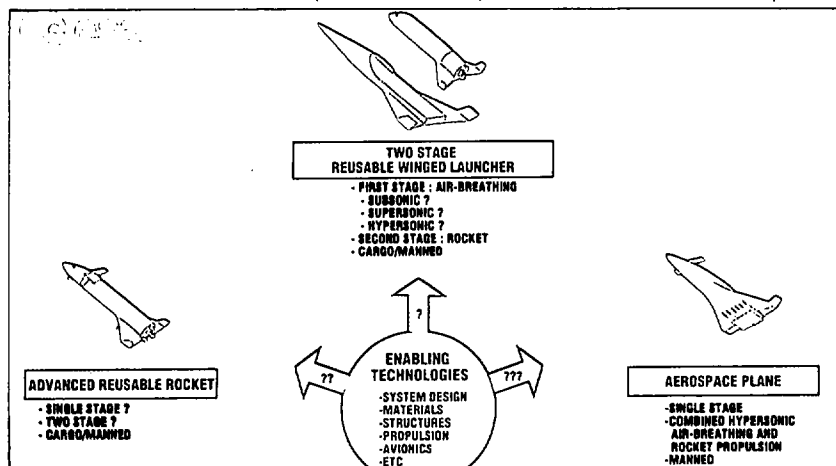 TWO STAGE
REUSABLE WINGED LAUNCHER
- FIRST STAGE : AIR-BREATHING
- SUBSONIC ?
- SUPERSONIC ?
- HYPERSONIC ?
- SECOND STAGE : ROCKET
- CARGO/MANNED
?
ADVANCED REUSABLE ROCKET
- SINGLE STAGE ?
- TWO STAGE ?
- CARGO/MANNED
??
ENABLING
TECHNOLOGIES
-SYSTEM DESIGN
-MATERIALS
-STRUCTURES
-PROPULSION
-AVIONICS
-ETC
???
AEROSPACE PLANE
-SINGLE STAGE
-COMBINED HYPERSONIC
AIR-BREATHING AND
ROCKET PROPULSION
-MANNED